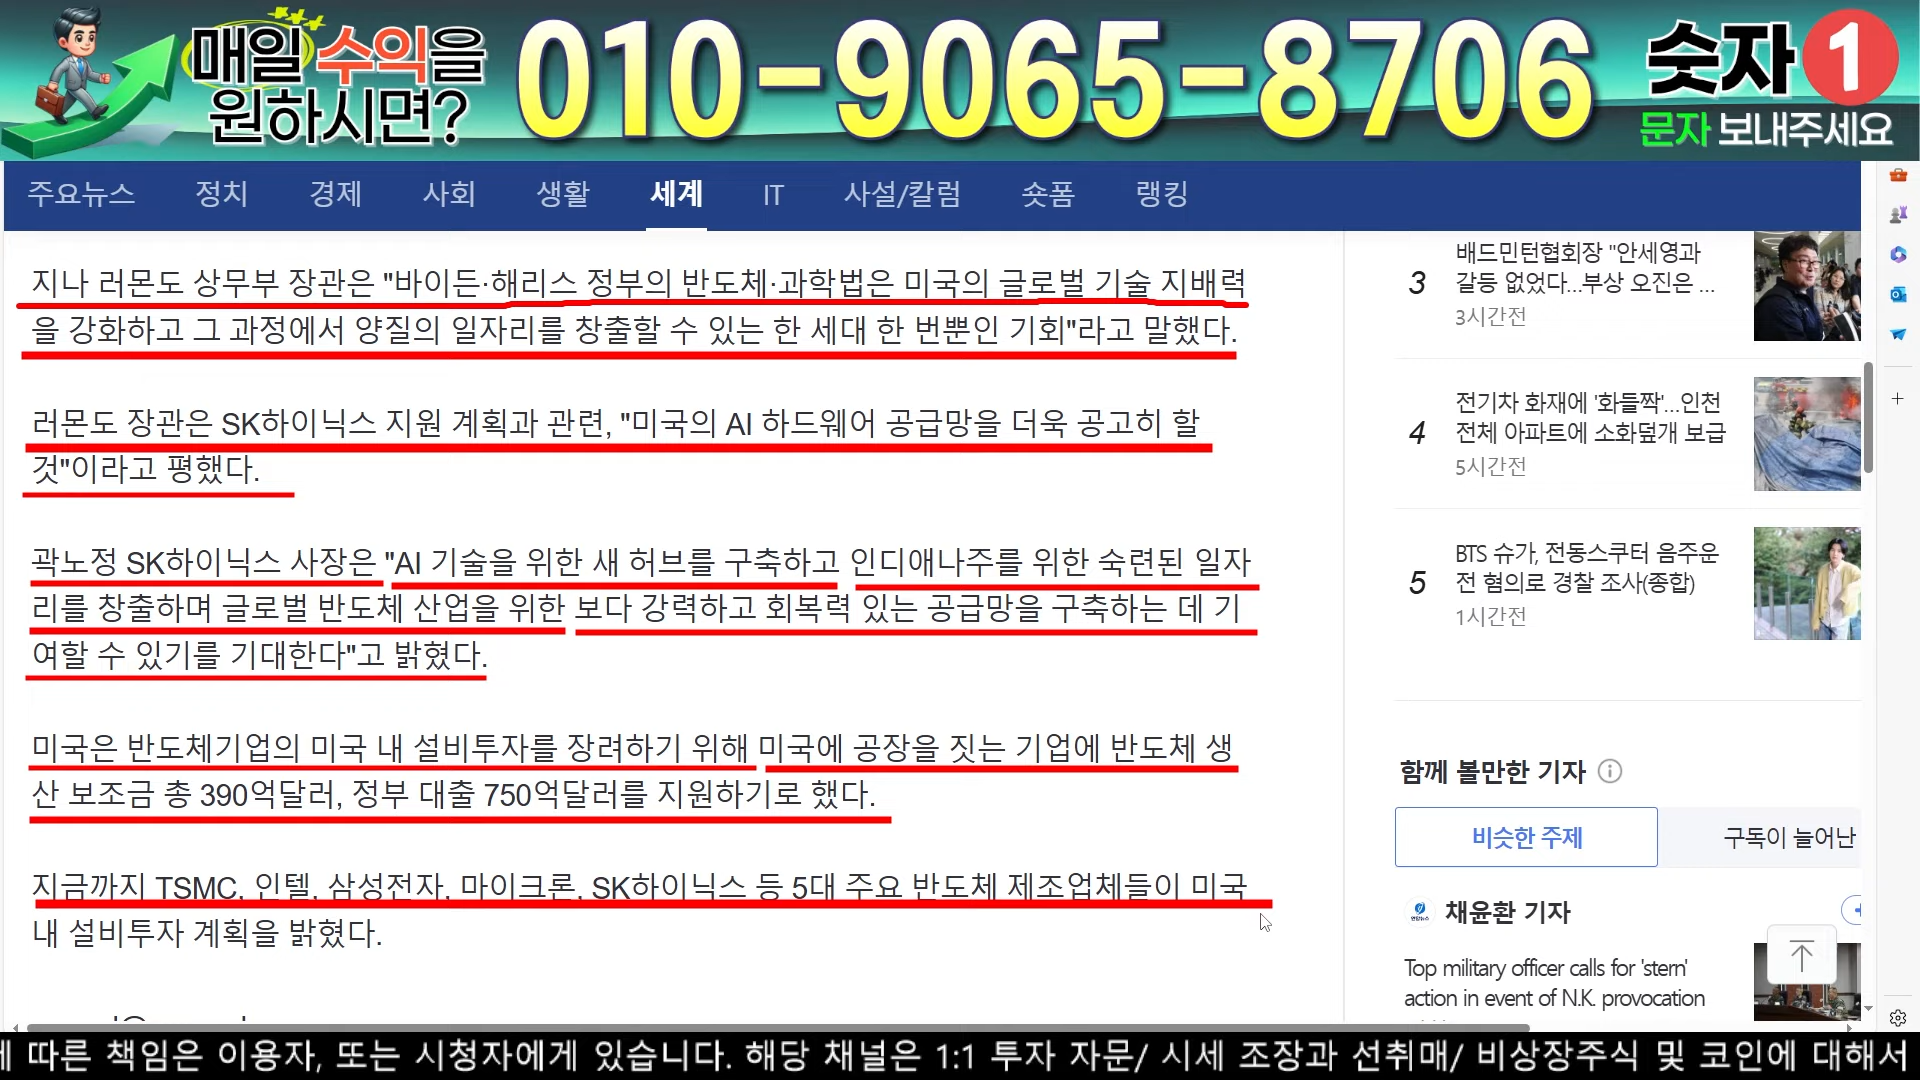 매일 수익을
원하시면?
010-9065-8706
숫자 1
문자 보내주세요
주요뉴스 정치 경제 사회 생활 세계 IT 사설/칼럼 숏폼 랭킹
지나 러몬도 상무부 장관은 "바이든·해리스 정부의 반도체·과학법은 미국의 글로벌 기술 지배력
을 강화하고 그 과정에서 양질의 일자리를 창출할 수 있는 한 세대 한 번뿐인 기회"라고 말했다.
러몬도 장관은 SK하이닉스 지원 계획과 관련, "미국의 AI 하드웨어 공급망을 더욱 공고히 할
것"이라고 평했다.
곽노정 SK하이닉스 사장은 "AI 기술을 위한 새 허브를 구축하고 인디애나주를 위한 숙련된 일자
리를 창출하며 글로벌 반도체 산업을 위한 보다 강력하고 회복력 있는 공급망을 구축하는 데 기
여할 수 있기를 기대한다"고 밝혔다.
미국은 반도체기업의 미국 내 설비투자를 장려하기 위해 미국에 공장을 짓는 기업에 반도체 생
산 보조금 총 390억달러, 정부 대출 750억달러를 지원하기로 했다.
지금까지 TSMC, 인텔, 삼성전자, 마이크론, SK하이닉스 등 5대 주요 반도체 제조업체들이 미국
내 설비투자 계획을 밝혔다.
3
배드민턴협회장 "안세영과
갈등 없었다…부상 오진은 ...
3시간전
4
전기차 화재에 '화들짝'…인천
전체 아파트에 소화덮개 보급
5시간전
5
BTS 슈가, 전동스쿠터 음주운
전 혐의로 경찰 조사(종합)
1시간전
함께 볼만한 기자
비슷한 주제 구독이 늘어난
채윤환 기자
Top military officer calls for 'stern'
action in event of N.K. provocation
따른 책임은 이용자, 또는 시청자에게 있습니다. 해당 채널은 1:1 투자 자문/ 시세 조장과 선취매/ 비상장주식 및 코인에 대해서